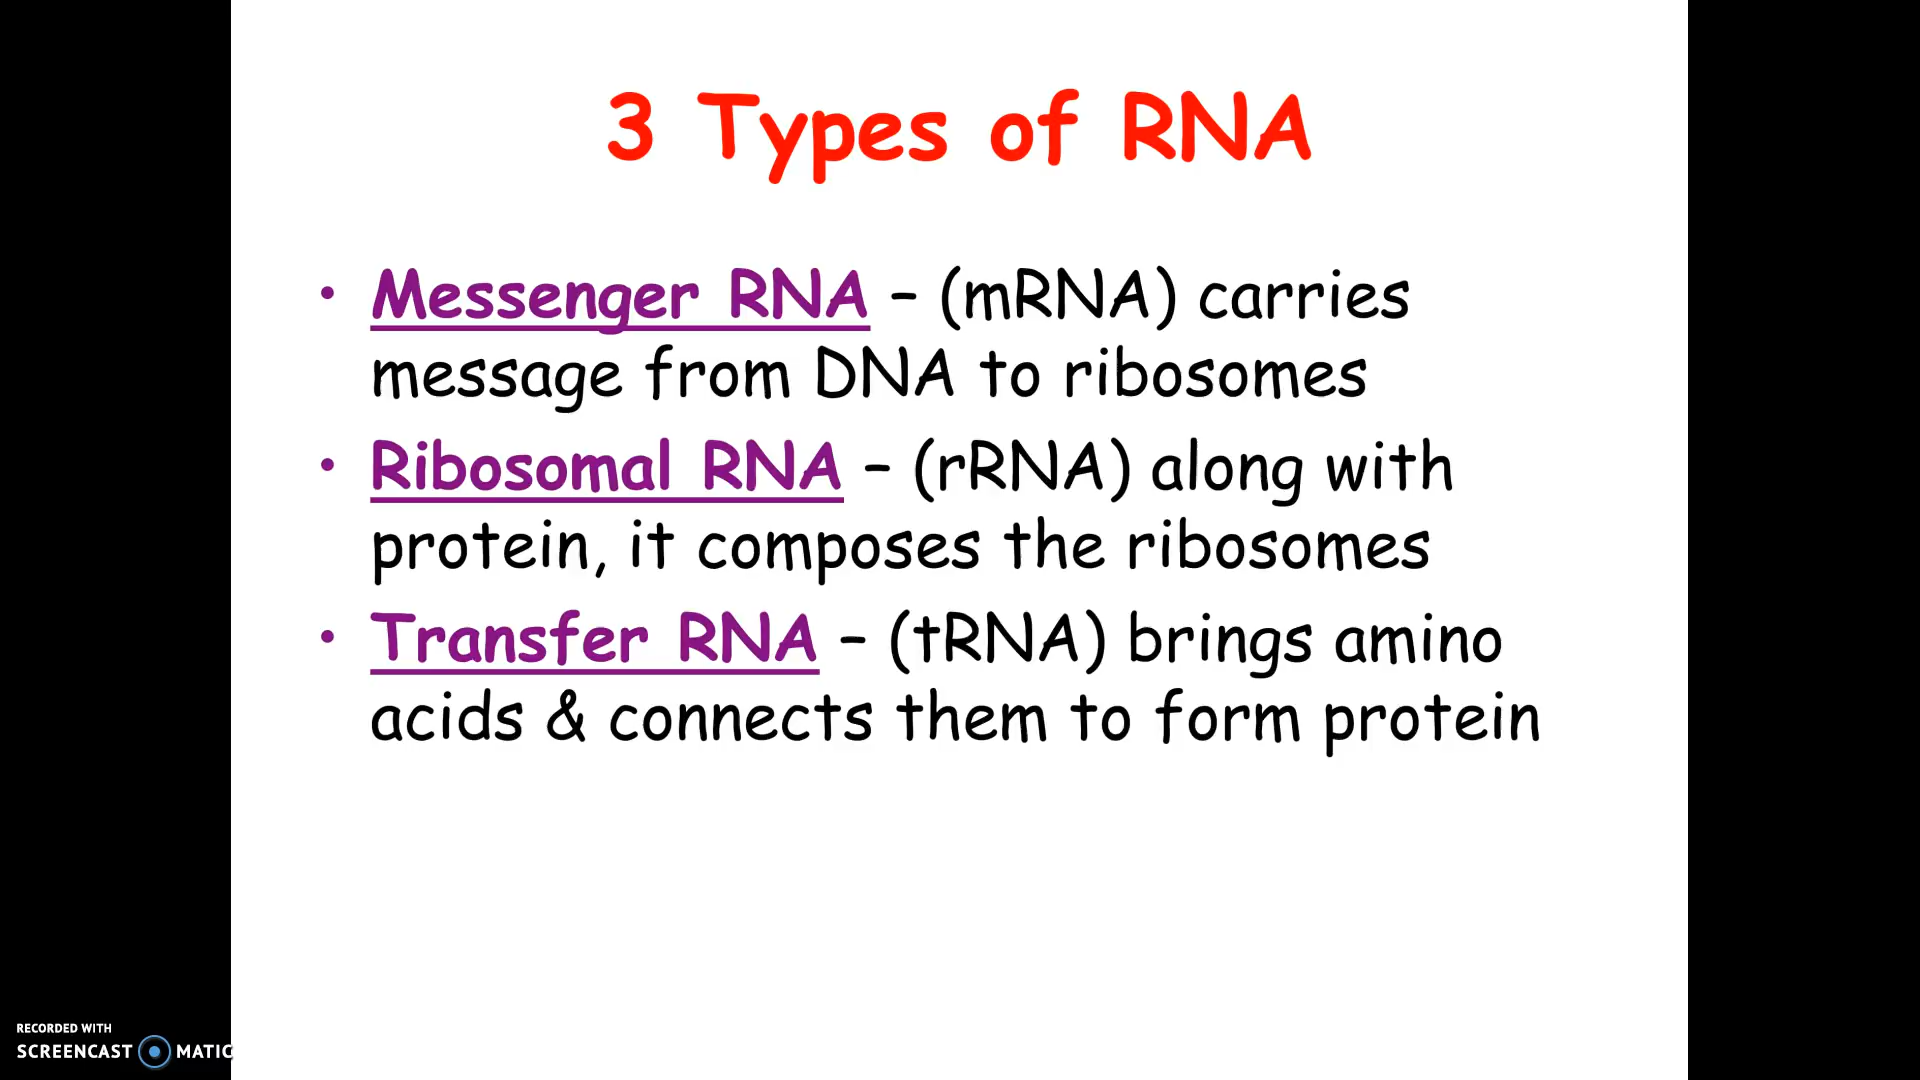 3 Types of RNA
• Messenger RNA – (mRNA) carries
message from DNA to ribosomes
• Ribosomal RNA – (rRNA) along with
protein, it composes the ribosomes
• Transfer RNA – (tRNA) brings amino
acids & connects them to form protein
RECORDED WITH
SCREENCAST MATIC